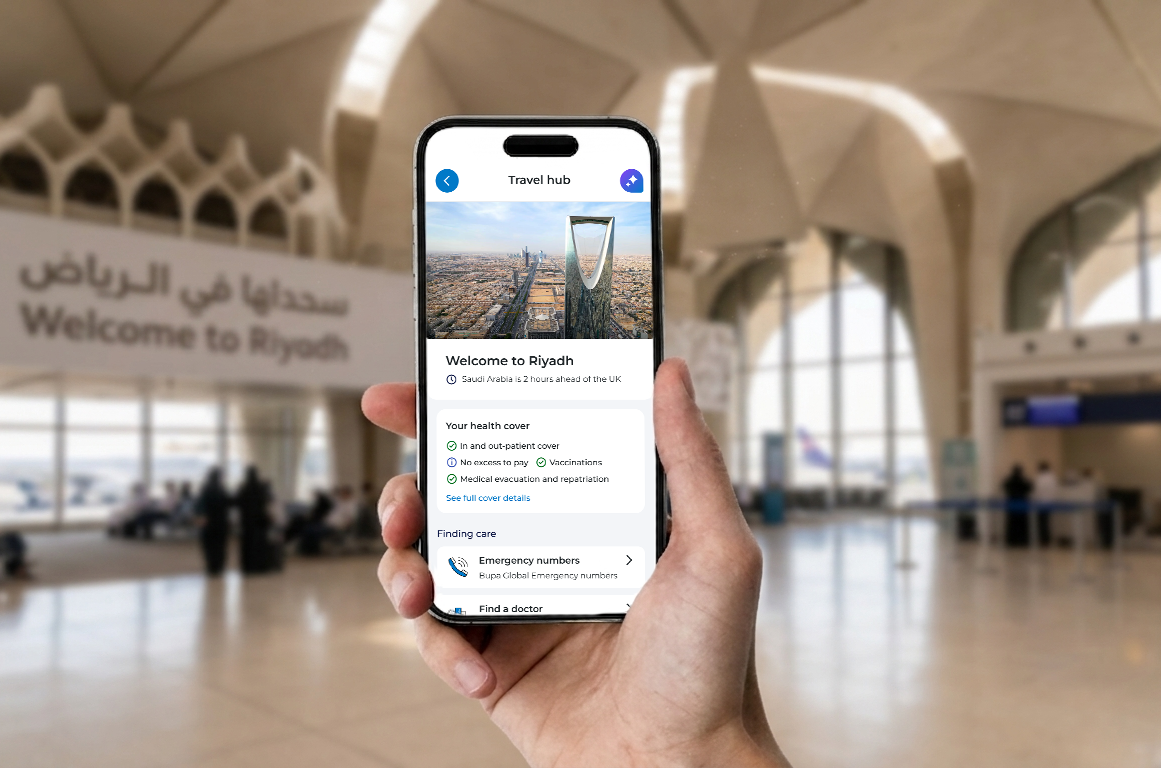 في الـرياض
Welcome to Riyadh
Travel hub
Welcome to Riyadh
Saudi Arabia is 2 hours ahead of the UK
Your health cover
In and out-patient cover
No excess to pay Vaccinations
Medical evacuation and repatriation
See full cover details
Finding care
Emergency numbers
Bupa Global Emergency numbers
Find a doctor